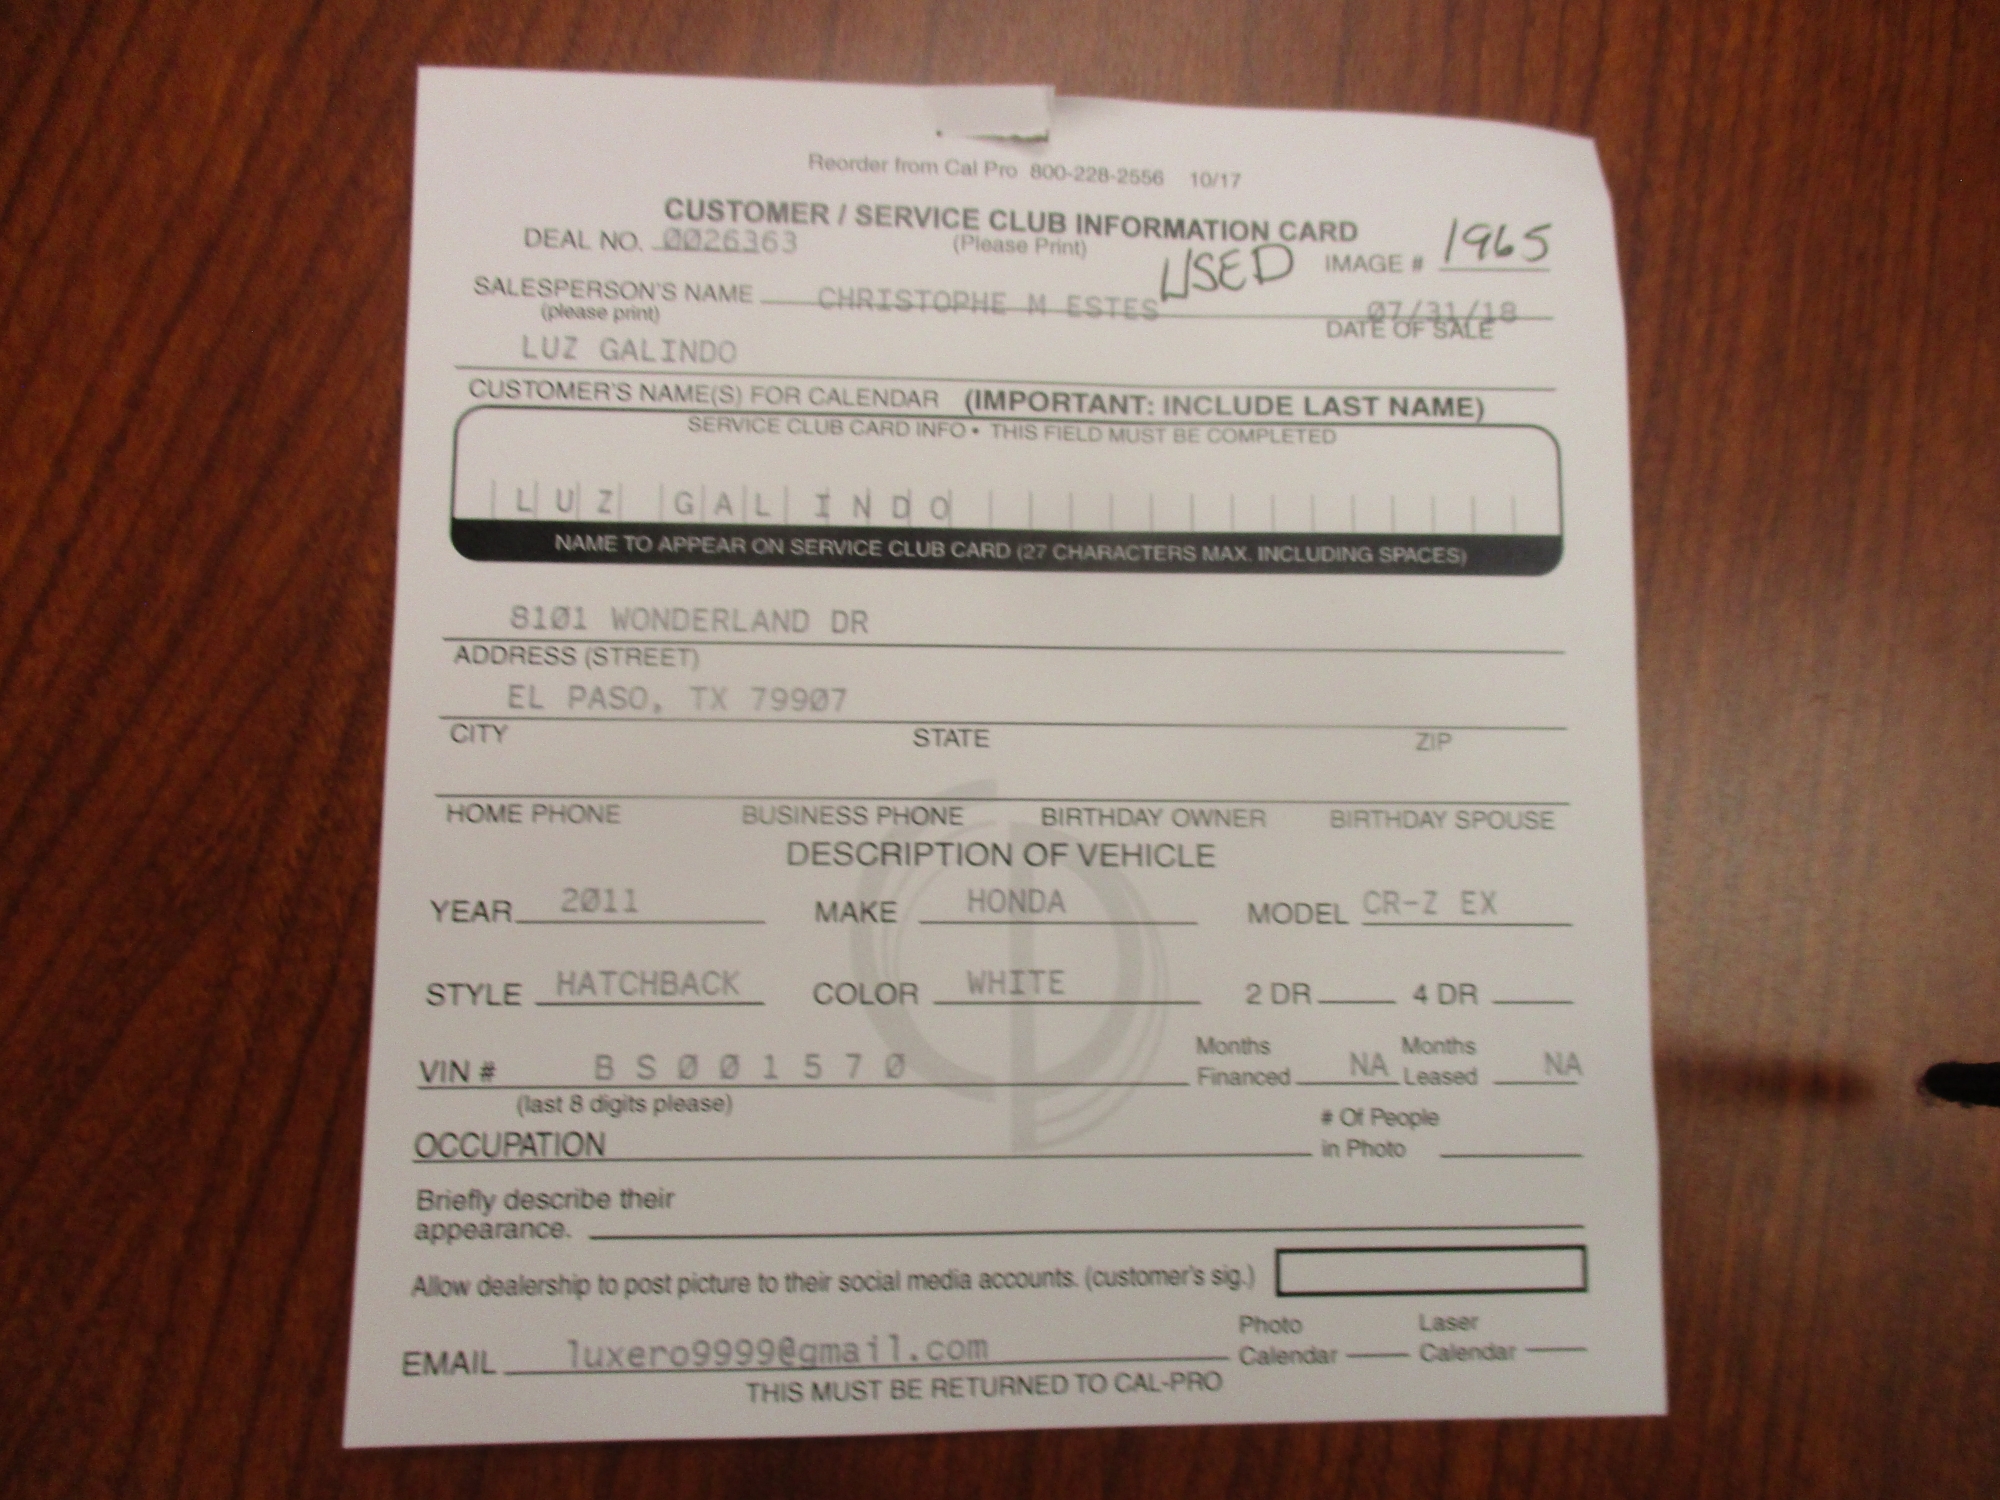 Reorder from Cal Pro 800-228-2556 10/17
CUSTOMER / SERVICE CLUB INFORMATION CARD
DEAL NO. 0026363 (Please Print) USED IMAGE # 1965
SALESPERSON'S NAME CHRISTOPHE M ESTES 07/31/18
(please print) DATE OF SALE
LUZ GALINDO
CUSTOMER'S NAME(S) FOR CALENDAR (IMPORTANT: INCLUDE LAST NAME)
SERVICE CLUB CARD INFO • THIS FIELD MUST BE COMPLETED
LUZ GALINDO
NAME TO APPEAR ON SERVICE CLUB CARD (27 CHARACTERS MAX. INCLUDING SPACES)
8101 WONDERLAND DR
ADDRESS (STREET)
EL PASO, TX 79907
CITY STATE ZIP
HOME PHONE BUSINESS PHONE BIRTHDAY OWNER BIRTHDAY SPOUSE
DESCRIPTION OF VEHICLE
YEAR 2011 MAKE HONDA MODEL CR-Z EX
STYLE HATCHBACK COLOR WHITE 2 DR 4 DR
VIN # BS001570 Months Financed NA Months Leased NA
(last 8 digits please)
OCCUPATION # Of People in Photo
Briefly describe their
appearance.
Allow dealership to post picture to their social media accounts. (customer's sig.)
EMAIL luxero9999@gmail.com Photo Calendar Laser Calendar
THIS MUST BE RETURNED TO CAL-PRO